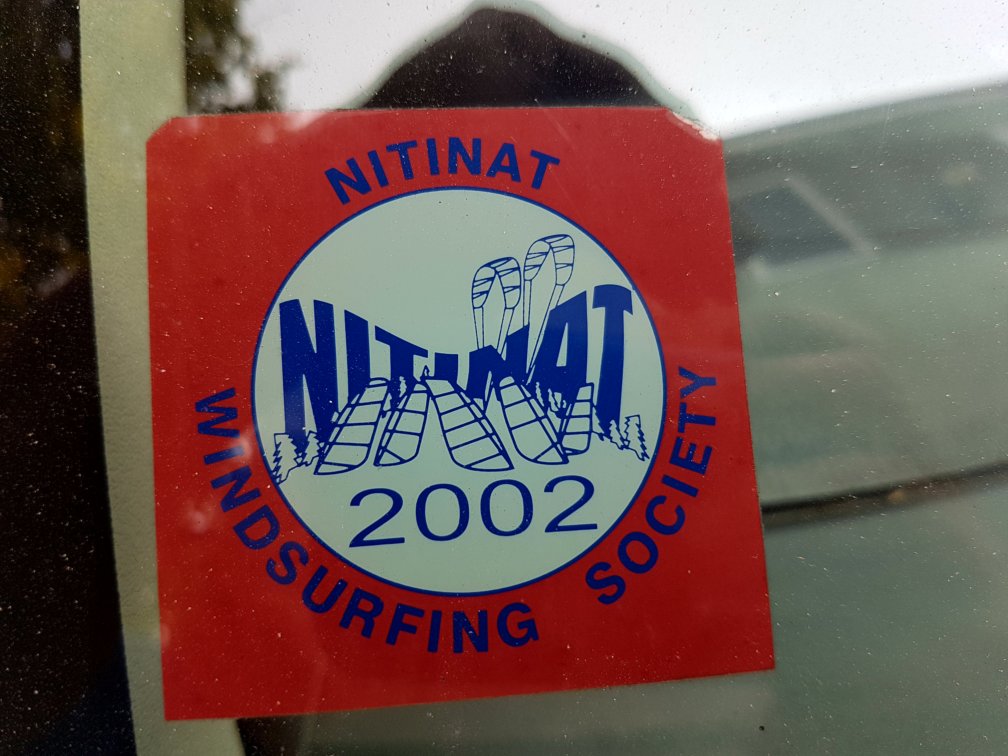 NITINAT
NITINAT
2002
WINDSURFING SOCIETY